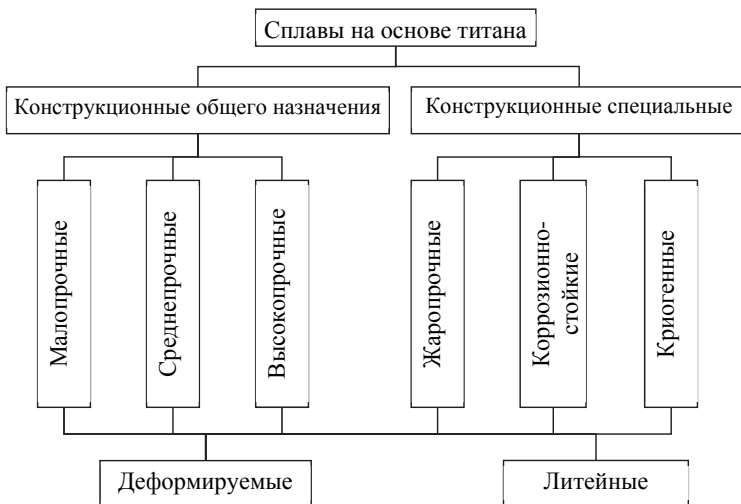 Сплавы на основе титана
Конструкционные общего назначения
Конструкционные специальные
Малопрочные
Среднепрочные
Высокопрочные
Жаропрочные
Коррозионно-
стойкие
Криогенные
Деформируемые
Литейные